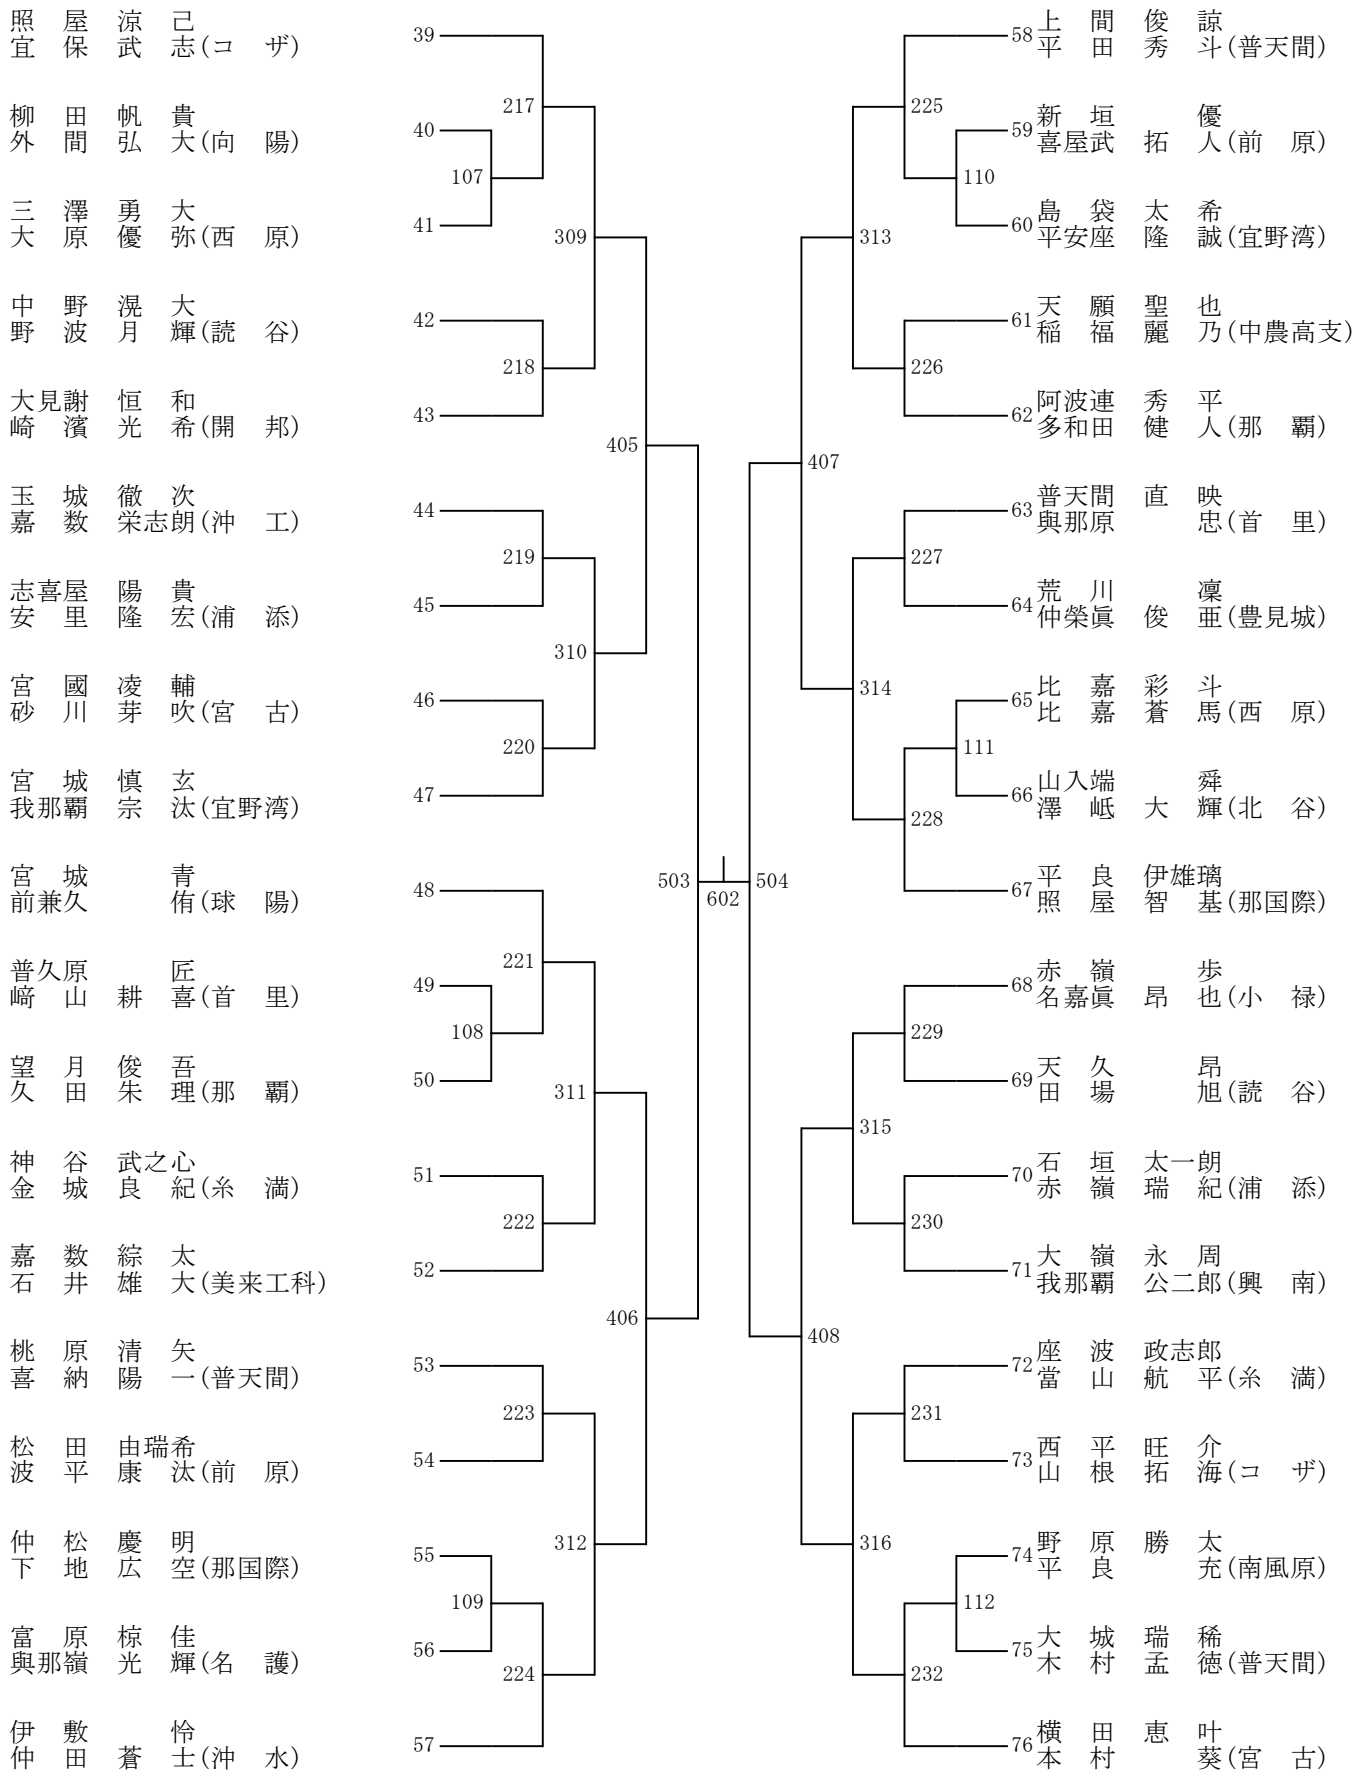 照　屋　涼　己
宜　保　武　志(コ　ザ)
39
柳　田　帆　貴
外　間　弘　大(向　陽)
40
三　澤　勇　大
大　原　優　弥(西　原)
41
中　野　滉　大
野　波　月　輝(読　谷)
42
大見謝　恒　和
崎　濱　光　希(開　邦)
43
玉　城　徹　次
嘉　数　栄志朗(沖　工)
44
志喜屋　陽　貴
安　里　隆　宏(浦　添)
45
宮　國　凌　輔
砂　川　芽　吹(宮　古)
46
宮　城　慎　玄
我那覇　宗　汰(宜野湾)
47
宮　城　　　青
前兼久　　　侑(球　陽)
48
普久原　　　匠
﨑　山　耕　喜(首　里)
49
望　月　俊　吾
久　田　朱　理(那　覇)
50
神　谷　武之心
金　城　良　紀(糸　満)
51
嘉　数　綜　太
石　井　雄　大(美来工科)
52
桃　原　清　矢
喜　納　陽　一(普天間)
53
松　田　由瑞希
波　平　康　汰(前　原)
54
仲　松　慶　明
下　地　広　空(那国際)
55
富　原　椋　佳
與那嶺　光　輝(名　護)
56
伊　敷　　　怜
仲　田　蒼　士(沖　水)
57
107
108
109
217
218
219
220
221
222
223
224
309
310
311
312
405
406
503
602
504
407
408
313
314
315
316
225
226
227
228
229
230
231
232
110
111
112
58
上　間　俊　諒
平　田　秀　斗(普天間)
59
新　垣　　　優
喜屋武　拓　人(前　原)
60
島　袋　太　希
平安座　隆　誠(宜野湾)
61
天　願　聖　也
稲　福　麗　乃(中農高支)
62
阿波連　秀　平
多和田　健　人(那　覇)
63
普天間　直　映
與那原　　　忠(首　里)
64
荒　川　　　凜
仲榮眞　俊　亜(豊見城)
65
比　嘉　彩　斗
比　嘉　蒼　馬(西　原)
66
山入端　　　舜
澤　岻　大　輝(北　谷)
67
平　良　伊雄璃
照　屋　智　基(那国際)
68
赤　嶺　　　歩
名嘉眞　昂　也(小　禄)
69
天　久　　　昂
田　場　　　旭(読　谷)
70
石　垣　太一朗
赤　嶺　瑞　紀(浦　添)
71
大　嶺　永　周
我那覇　公二郎(興　南)
72
座　波　政志郎
當　山　航　平(糸　満)
73
西　平　旺　介
山　根　拓　海(コ　ザ)
74
野　原　勝　太
平　良　　　充(南風原)
75
大　城　瑞　稀
木　村　孟　徳(普天間)
76
横　田　恵　叶
本　村　　　葵(宮　古)